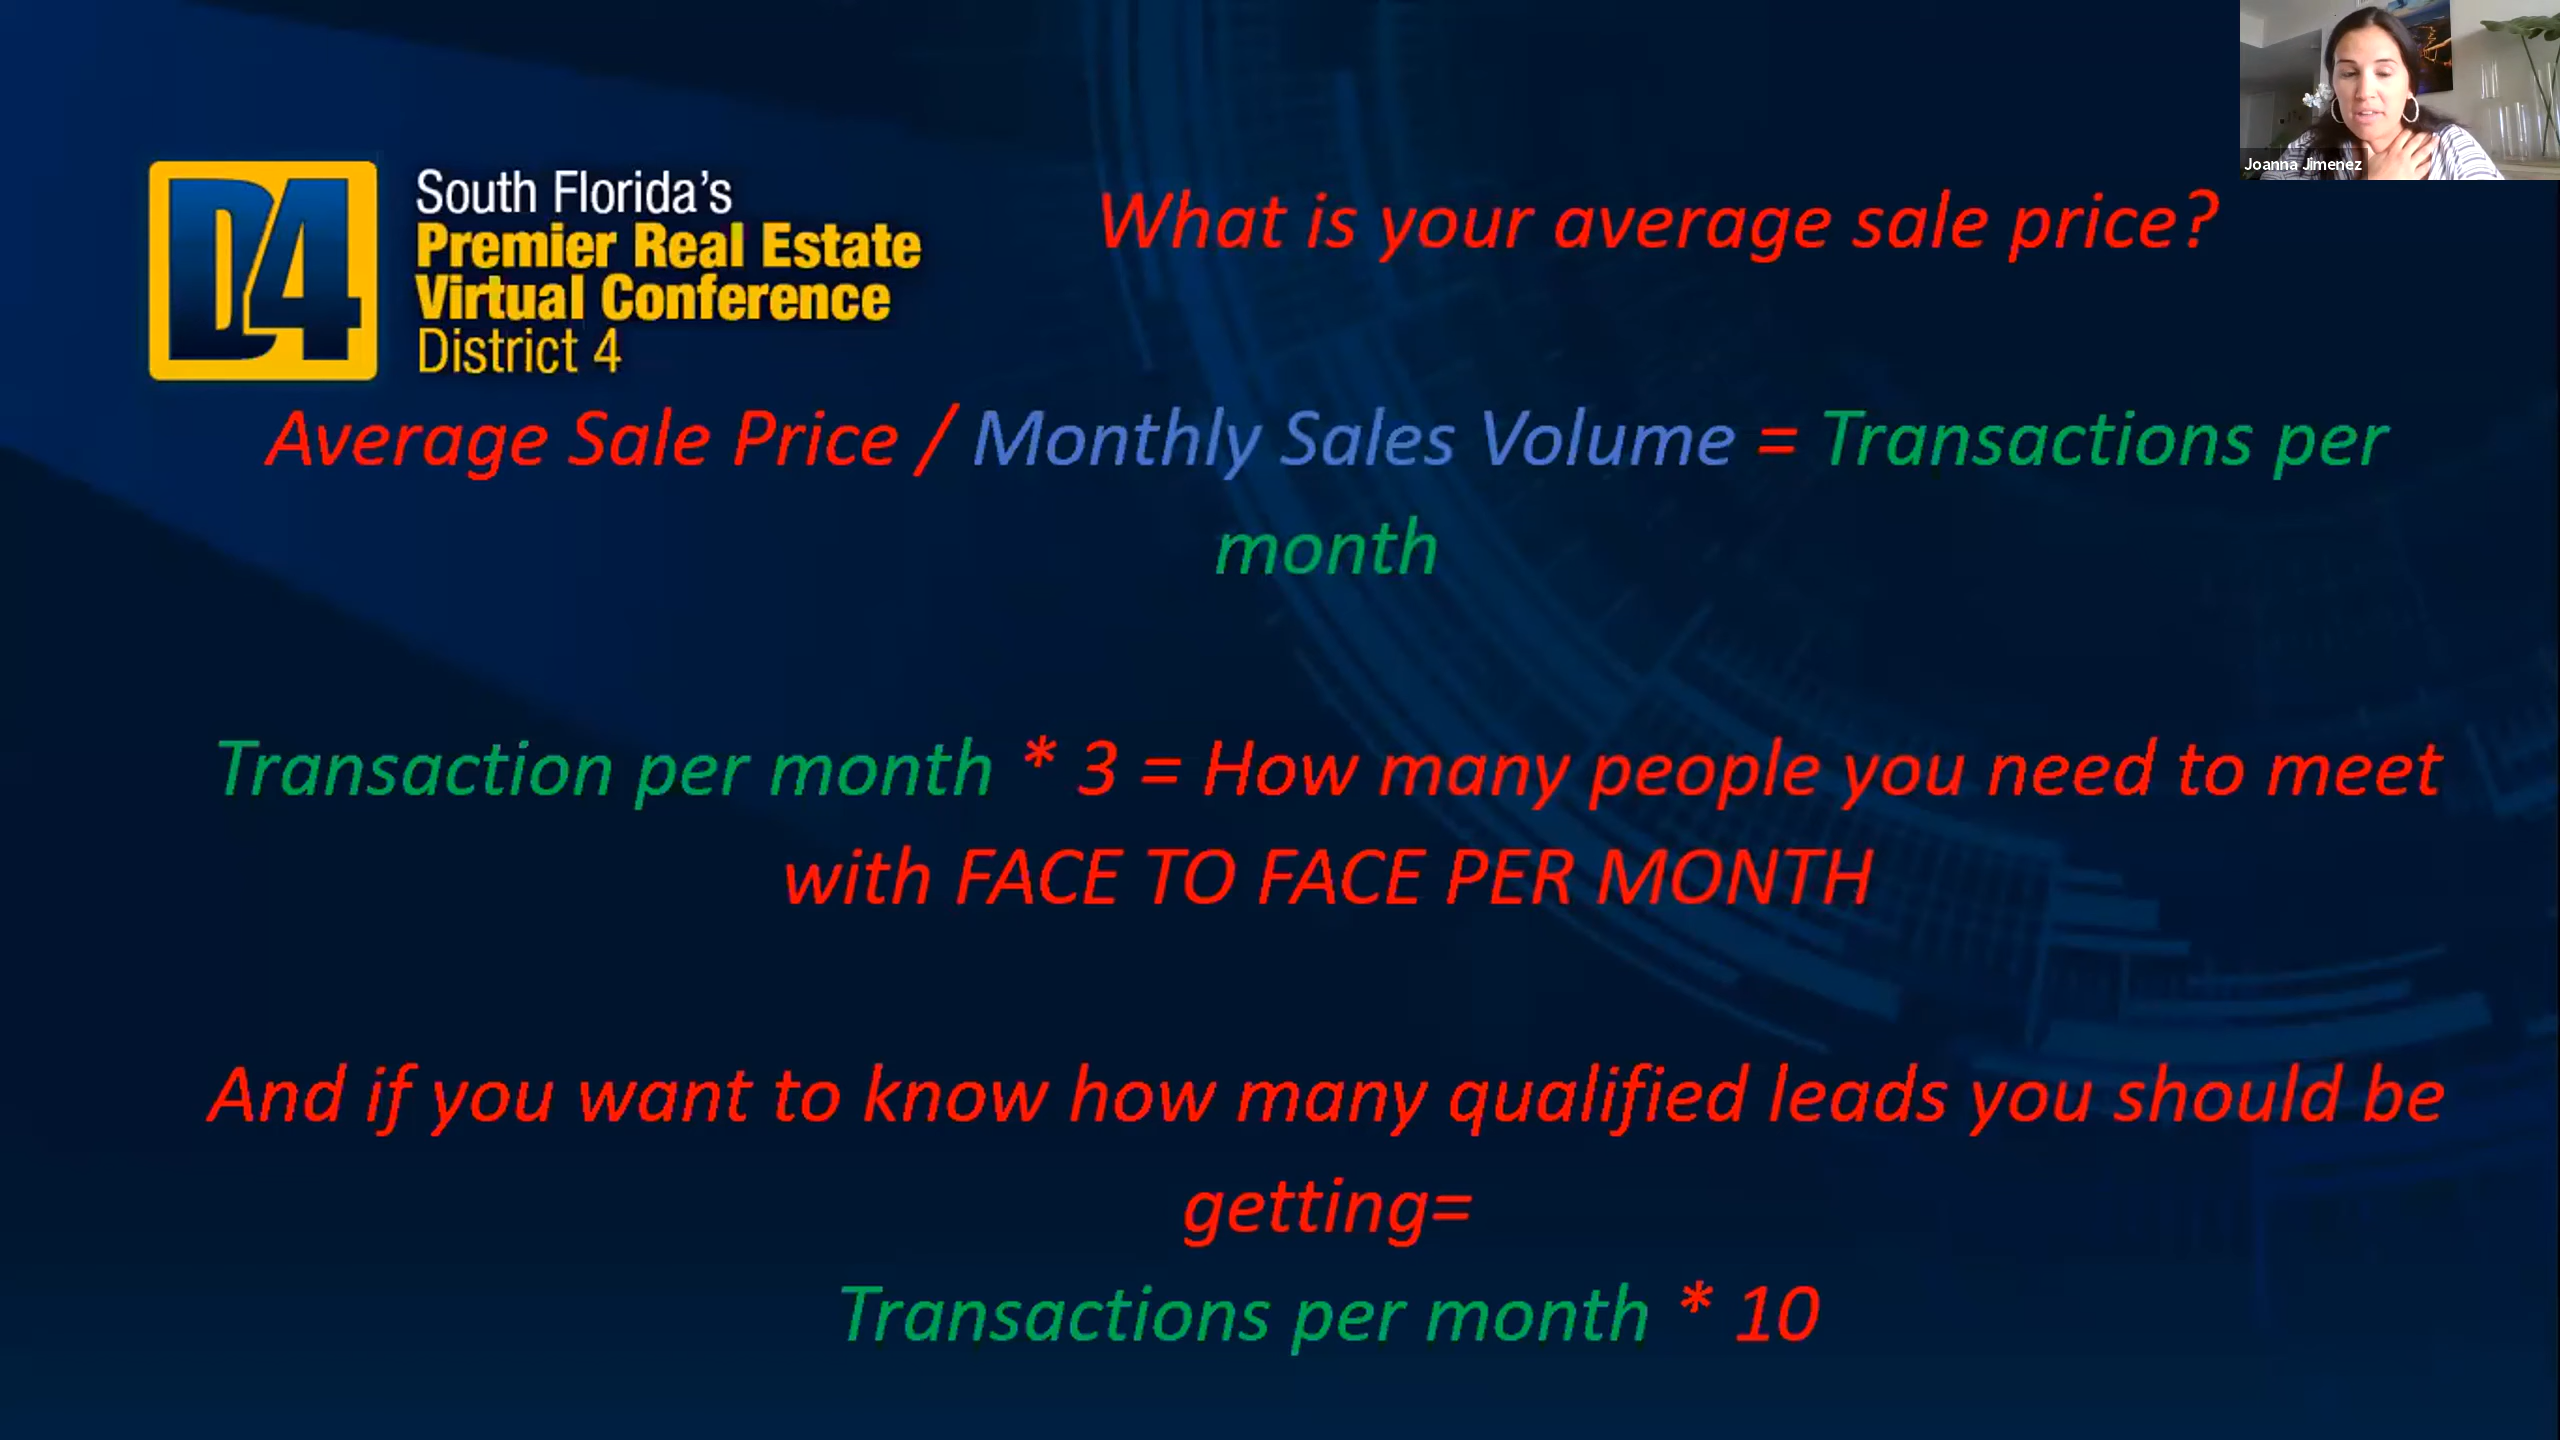 Joanna Jimenez
D4
South Florida's
Premier Real Estate
Virtual Conference
District 4
What is your average sale price?
Average Sale Price / Monthly Sales Volume = Transactions per
month
Transaction per month * 3 = How many people you need to meet
with FACE TO FACE PER MONTH
And if you want to know how many qualified leads you should be
getting=
Transactions per month * 10